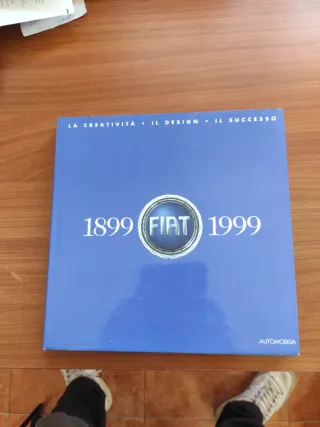 LA CREATIVITÀ • IL DESIGN • IL SUCCESSO
1899 FIAT 1999
AUTOMOBILIA